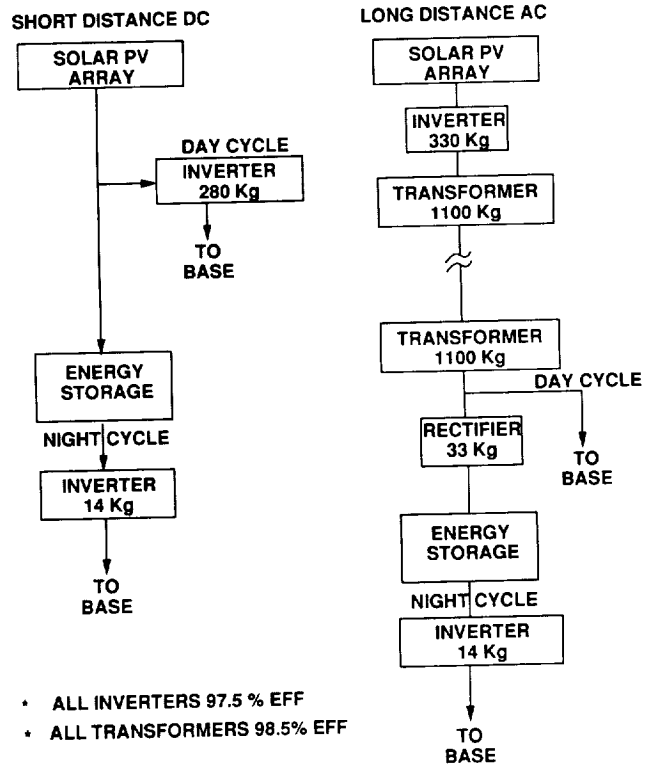 SHORT DISTANCE DC
SOLAR PV
ARRAY
DAY CYCLE
INVERTER
280 Kg
TO
BASE
ENERGY
STORAGE
NIGHT CYCLE
INVERTER
14 Kg
TO
BASE
LONG DISTANCE AC
SOLAR PV
ARRAY
INVERTER
330 Kg
TRANSFORMER
1100 Kg
TRANSFORMER
1100 Kg
DAY CYCLE
TO
BASE
RECTIFIER
33 Kg
ENERGY
STORAGE
NIGHT CYCLE
INVERTER
14 Kg
TO
BASE
* ALL INVERTERS 97.5 % EFF
* ALL TRANSFORMERS 98.5% EFF